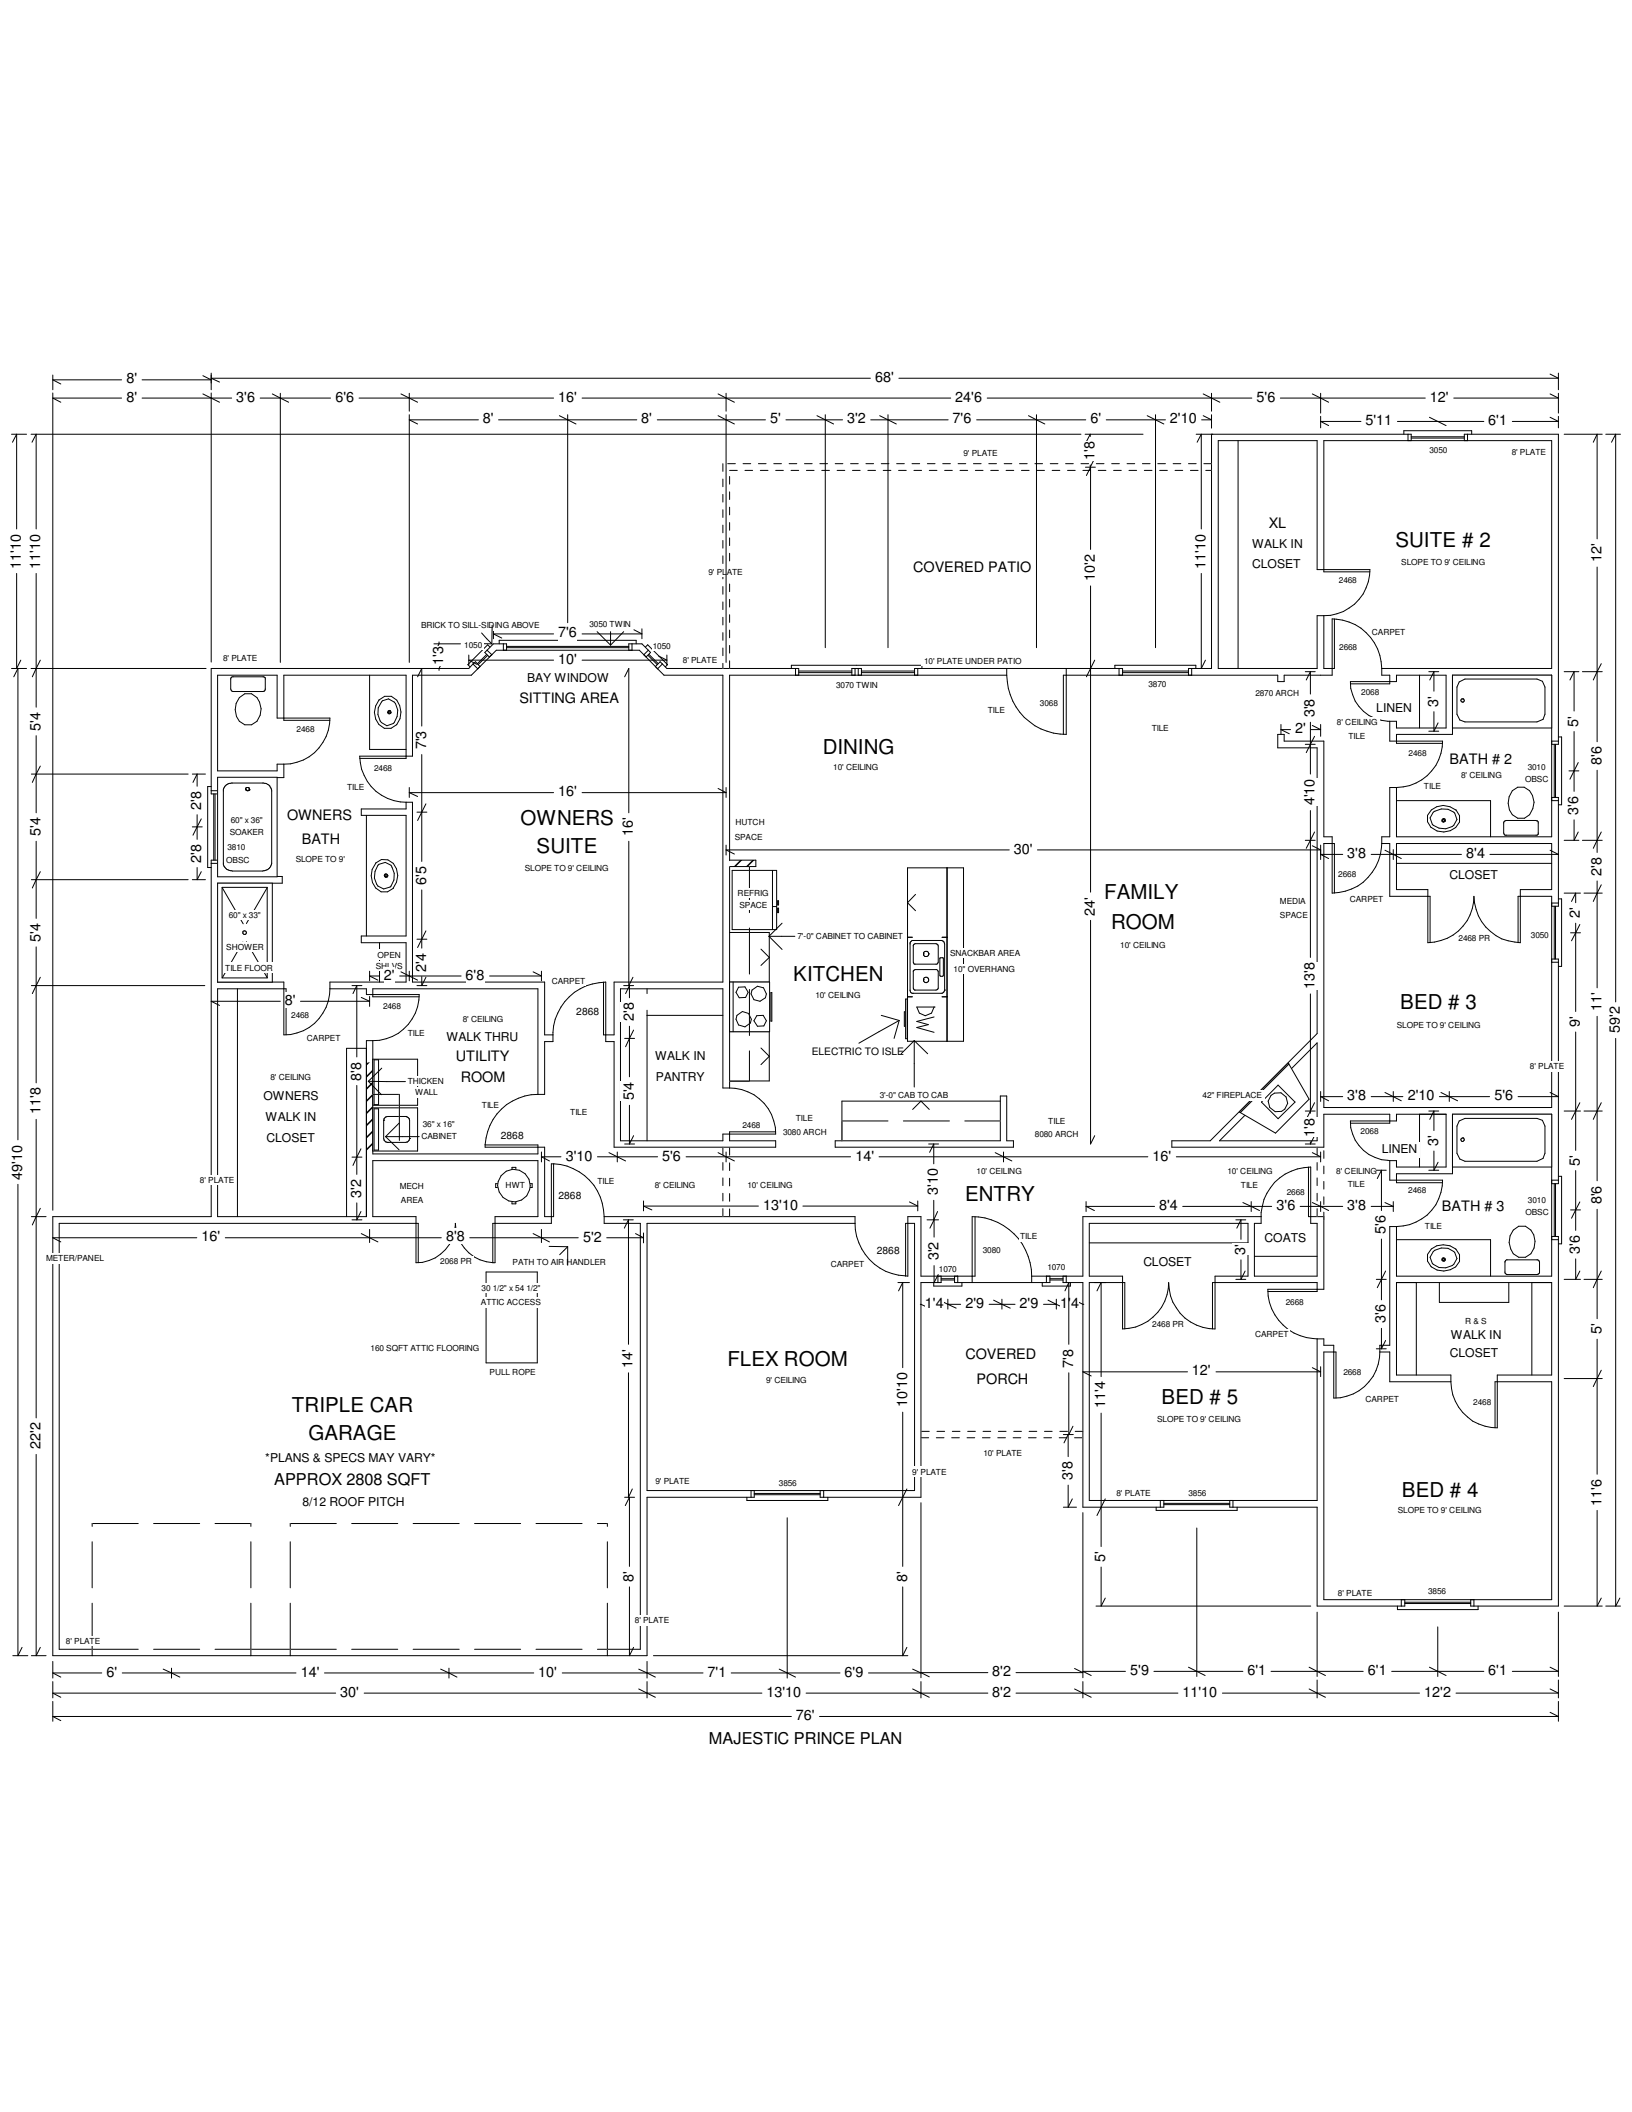 8'
68'
8'
3'6
6'6
16'
24'6
5'6
12'
8'
8'
5'
3'2
7'6
6'
2'10
5'11
6'1
11'10
11'10
1'8
9' PLATE
3050
8' PLATE
XL
WALK IN
CLOSET
SUITE # 2
SLOPE TO 9' CEILING
12'
11'10
10'2
COVERED PATIO
9' PLATE
2468
BRICK TO SILL-SIDING ABOVE
7'6
3050 TWIN
CARPET
1050
1050
2668
1'3
8' PLATE
10'
8' PLATE
10' PLATE UNDER PATIO
BAY WINDOW
SITTING AREA
3070 TWIN
3870
2870 ARCH
2068
LINEN
3'
3'8
TILE
3068
TILE
8' CEILING
TILE
2'
5'
5'4
2468
7'3
DINING
10' CEILING
2468
BATH # 2
8' CEILING
3010
OBSC
TILE
8'6
2468
TILE
16'
4'10
3'6
2'8
2'8
60" x 36"
SOAKER
3810
OBSC
OWNERS
BATH
SLOPE TO 9'
5'4
OWNERS
SUITE
SLOPE TO 9' CEILING
16'
HUTCH
SPACE
30'
3'8
8'4
2668
CLOSET
CARPET
2'8
6'5
REFRIG
SPACE
FAMILY
ROOM
10' CEILING
24'
MEDIA
SPACE
2'
60" x 33"
SHOWER
TILE FLOOR
5'4
7'-0" CABINET TO CABINET
2468 PR
3050
OPEN
SHLVS
2'4
2'
6'8
CARPET
KITCHEN
10' CEILING
SNACKBAR AREA
10" OVERHANG
13'8
BED # 3
SLOPE TO 9' CEILING
9'
11'
59'2
8'
2468
2468
CARPET
TILE
8' CEILING
WALK THRU
UTILITY
ROOM
2868
2'8
ELECTRIC TO ISLE
WALK IN
PANTRY
8' CEILING
OWNERS
WALK IN
CLOSET
8'8
THICKEN
WALL
8' PLATE
11'8
TILE
TILE
5'4
3'-0" CAB TO CAB
42" FIREPLACE
3'8
2'10
5'6
36" x 16"
CABINET
2868
2468
TILE
3080 ARCH
TILE
8080 ARCH
1'8
2068
LINEN
3'
49'10
3'10
5'6
14'
16'
5'
8' PLATE
3'2
MECH
AREA
HWT
2868
TILE
8' CEILING
10' CEILING
3'10
10' CEILING
ENTRY
10' CEILING
TILE
2668
8' CEILING
TILE
2468
BATH # 3
3010
OBSC
8'6
13'10
8'4
3'6
3'8
TILE
5'6
16'
8'8
5'2
METER/PANEL
2068 PR
PATH TO AIR HANDLER
2868
CARPET
3'2
3080
TILE
3'
COATS
CLOSET
3'6
1070
1070
30 1/2" x 54 1/2"
ATTIC ACCESS
1'4
2'9
2'9
1'4
2668
CARPET
3'6
2468 PR
R & S
WALK IN
CLOSET
5'
160 SQFT ATTIC FLOORING
PULL ROPE
14'
FLEX ROOM
9' CEILING
10'10
COVERED
PORCH
7'8
11'4
12'
BED # 5
SLOPE TO 9' CEILING
2668
CARPET
2468
22'2
TRIPLE CAR
GARAGE
*PLANS & SPECS MAY VARY*
APPROX 2808 SQFT
8/12 ROOF PITCH
10' PLATE
9' PLATE
9' PLATE
3856
3'8
8' PLATE
3856
BED # 4
SLOPE TO 9' CEILING
11'6
8'
8'
5'
8' PLATE
3856
8' PLATE
8' PLATE
6'
14'
10'
7'1
6'9
8'2
5'9
6'1
6'1
6'1
30'
13'10
8'2
11'10
12'2
76'
MAJESTIC PRINCE PLAN